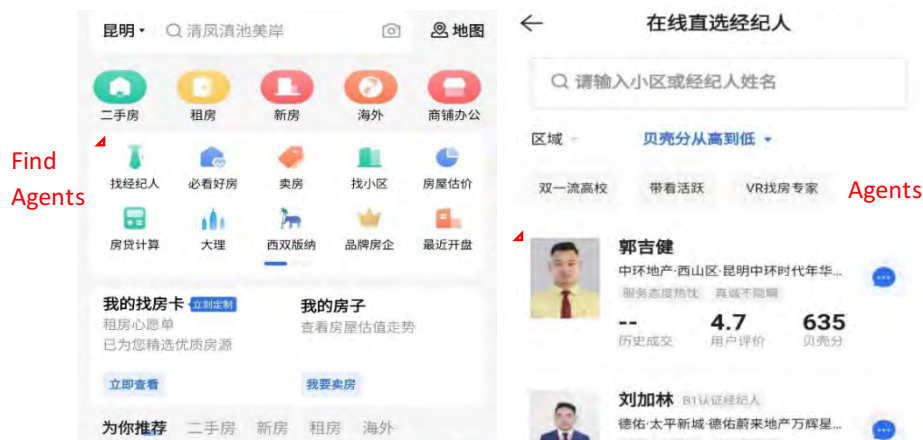 昆明
清凤滇池美岸
地图
二手房 租房 新房 海外 商铺办公
Find
Agents
找经纪人 必看好房 卖房 找小区 房屋估价
房贷计算 大理 西双版纳 品牌房企 最近开盘
我的找房卡 立刻定制
租房心愿单
已为您精选优质房源
立即查看
我的房子
查看房屋估值走势
我要卖房
为你推荐 二手房 新房 租房 海外
在线直选经纪人
请输入小区或经纪人姓名
区域 贝壳分从高到低
双一流高校 带看活跃 VR找房专家
Agents
郭吉健
中环地产·西山区·昆明中环时代年华...
服务态度热忱 真诚不隐瞒
-- 4.7 635
历史成交 用户评价 贝壳分
刘加林 B1认证经纪人
德佑·太平新城·德佑蔚来地产万辉星...